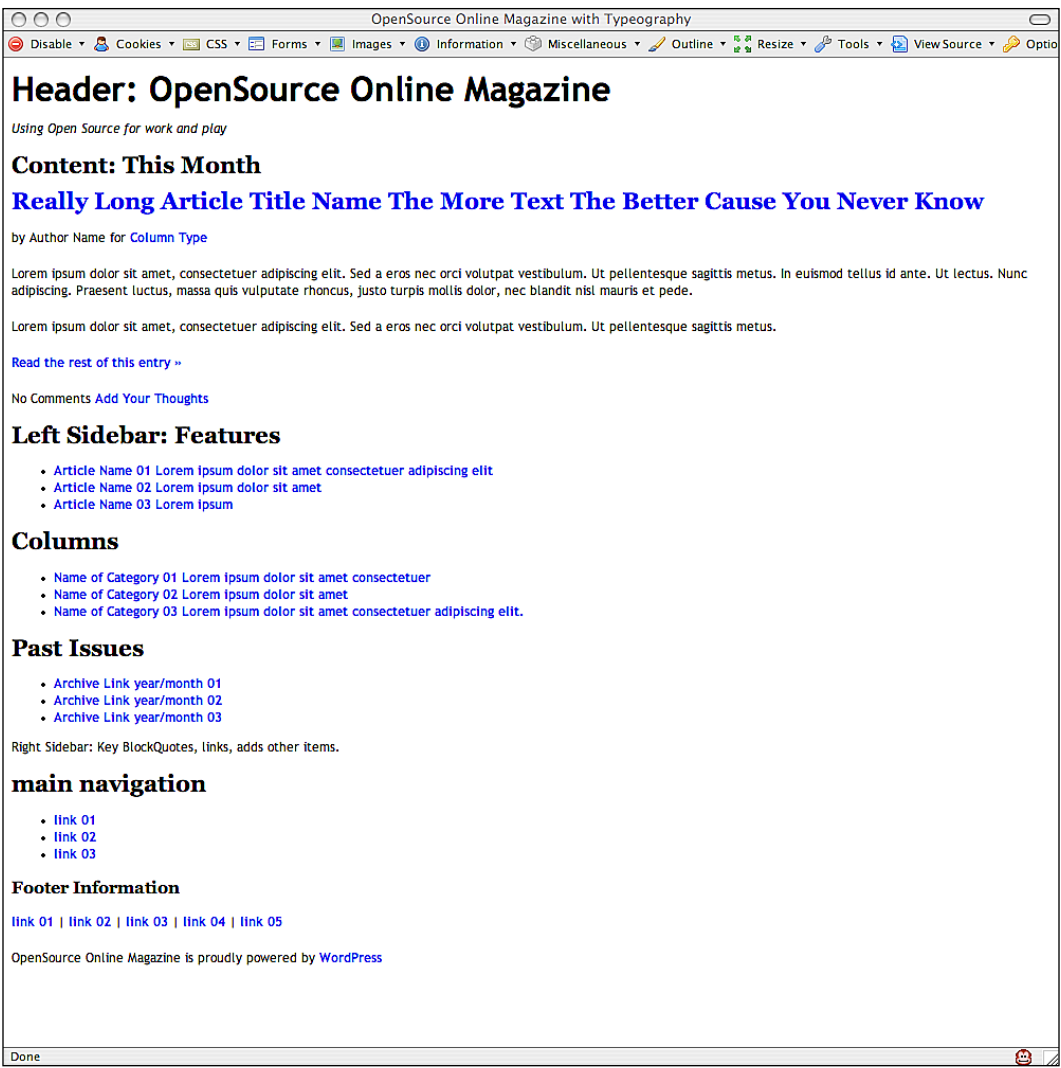 OpenSource Online Magazine with Typeography
Disable Cookies CSS Forms Images Information Miscellaneous Outline Resize Tools View Source Optio
Header: OpenSource Online Magazine
Using Open Source for work and play
Content: This Month
Really Long Article Title Name The More Text The Better Cause You Never Know
by Author Name for Column Type
Lorem ipsum dolor sit amet, consectetuer adipiscing elit. Sed a eros nec orci volutpat vestibulum. Ut pellentesque sagittis metus. In euismod tellus id ante. Ut lectus. Nunc
adipiscing. Praesent luctus, massa quis vulputate rhoncus, justo turpis mollis dolor, nec blandit nisl mauris et pede.
Lorem ipsum dolor sit amet, consectetuer adipiscing elit. Sed a eros nec orci volutpat vestibulum. Ut pellentesque sagittis metus.
Read the rest of this entry »
No Comments Add Your Thoughts
Left Sidebar: Features
• Article Name 01 Lorem ipsum dolor sit amet consectetuer adipiscing elit
• Article Name 02 Lorem ipsum dolor sit amet
• Article Name 03 Lorem ipsum
Columns
• Name of Category 01 Lorem ipsum dolor sit amet consectetuer
• Name of Category 02 Lorem ipsum dolor sit amet
• Name of Category 03 Lorem ipsum dolor sit amet consectetuer adipiscing elit.
Past Issues
• Archive Link year/month 01
• Archive Link year/month 02
• Archive Link year/month 03
Right Sidebar: Key BlockQuotes, links, adds other items.
main navigation
• link 01
• link 02
• link 03
Footer Information
link 01 | link 02 | link 03 | link 04 | link 05
OpenSource Online Magazine is proudly powered by WordPress
Done